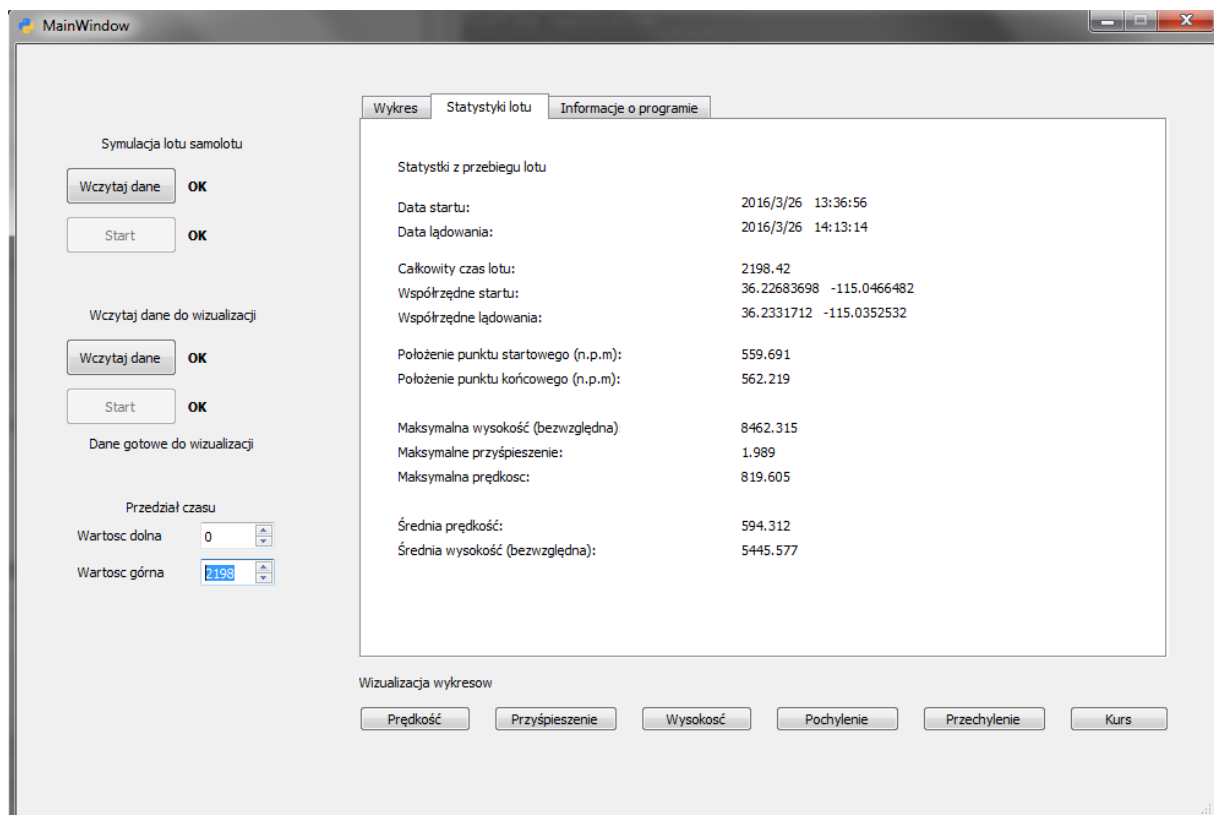 MainWindow
Wykres Statystyki lotu Informacje o programie
Symulacja lotu samolotu
Wczytaj dane OK
Start OK
Wczytaj dane do wizualizacji
Wczytaj dane OK
Start OK
Dane gotowe do wizualizacji
Przedział czasu
Wartosc dolna 0
Wartosc górna 2198
Statystki z przebiegu lotu
Data startu: 2016/3/26 13:36:56
Data lądowania: 2016/3/26 14:13:14
Całkowity czas lotu: 2198.42
Współrzędne startu: 36.22683698 -115.0466482
Współrzędne lądowania: 36.2331712 -115.0352532
Położenie punktu startowego (n.p.m): 559.691
Położenie punktu końcowego (n.p.m): 562.219
Maksymalna wysokość (bezwzględna) 8462.315
Maksymalne przyśpieszenie: 1.989
Maksymalna prędkosc: 819.605
Średnia prędkość: 594.312
Średnia wysokość (bezwzględna): 5445.577
Wizualizacja wykresow
Prędkość Przyśpieszenie Wysokosć Pochylenie Przechylenie Kurs